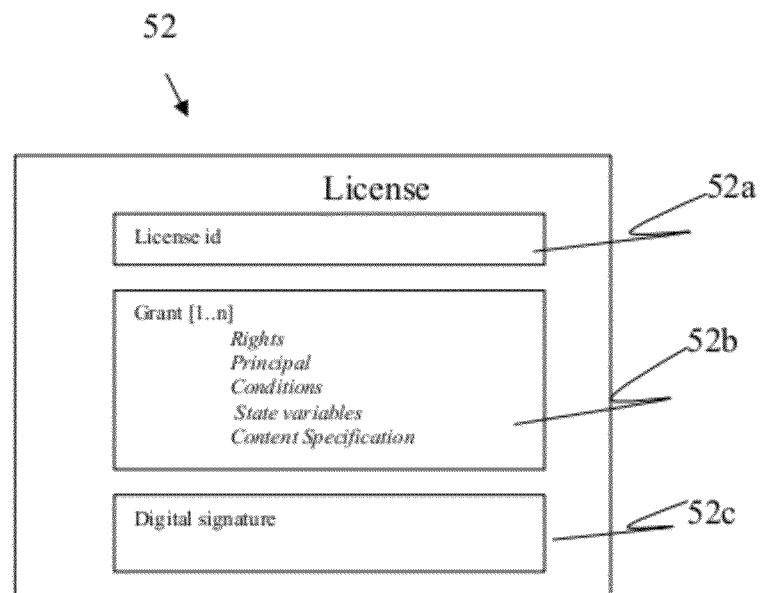 52
License
52a
License id
Grant [1..n]
Rights
Principal
Conditions
State variables
Content Specification
52b
Digital signature
52c